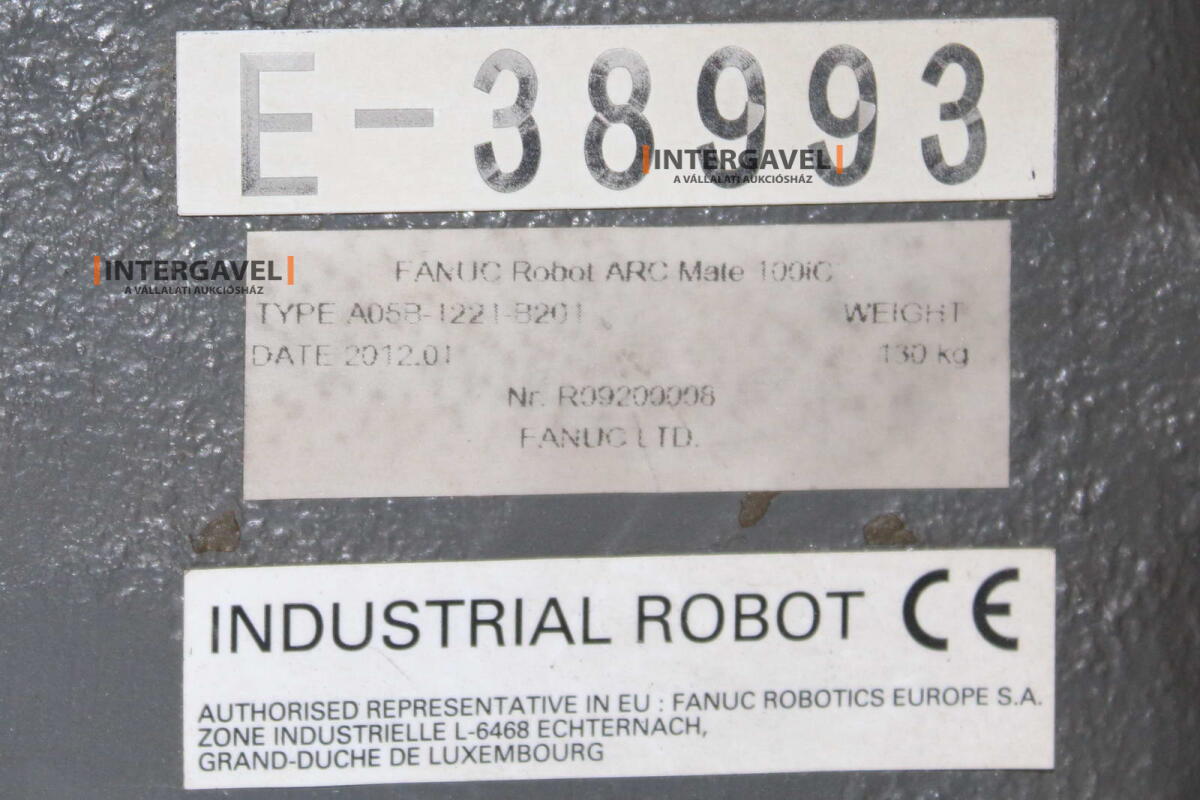 E-38993
|INTERGAVEL|
A VÁLLALATI AUKCIÓSHÁZ
|INTERGAVEL|
A VÁLLALATI AUKCIÓSHÁZ
FANUC Robot ARC Mate 100iC
TYPE A05B-1221-B201
WEIGHT
DATE 2012.01
130 kg
Nr. R09200008
FANUC LTD.
INDUSTRIAL ROBOT CE
AUTHORISED REPRESENTATIVE IN EU : FANUC ROBOTICS EUROPE S.A.
ZONE INDUSTRIELLE L-6468 ECHTERNACH,
GRAND-DUCHE DE LUXEMBOURG